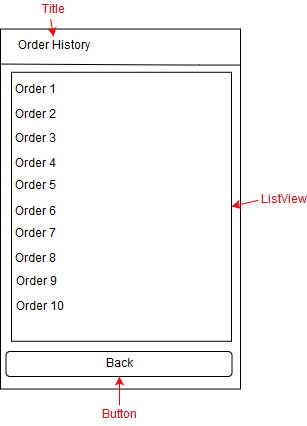 Title
Order History
Order 1
Order 2
Order 3
Order 4
Order 5
Order 6
Order 7
Order 8
Order 9
Order 10
ListView
Back
Button